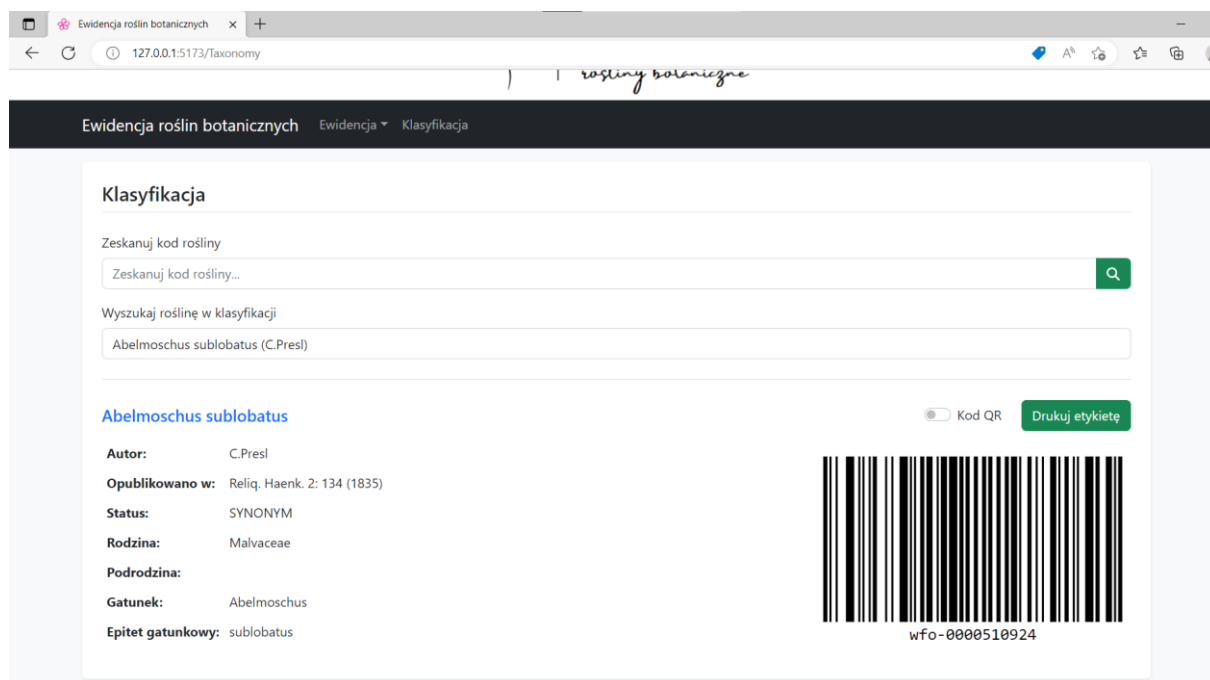 Ewidencja roślin botanicznych
127.0.0.1:5173/Taxonomy
rośliny botaniczne
Ewidencja roślin botanicznych Ewidencja Klasyfikacja
Klasyfikacja
Zeskanuj kod rośliny
Zeskanuj kod rośliny...
Wyszukaj roślinę w klasyfikacji
Abelmoschus sublobatus (C.Presl)
Abelmoschus sublobatus Kod QR Drukuj etykietę
Autor: C.Presl
Opublikowano w: Reliq. Haenk. 2: 134 (1835)
Status: SYNONYM
Rodzina: Malvaceae
Podrodzina:
Gatunek: Abelmoschus
Epitet gatunkowy: sublobatus
wfo-0000510924